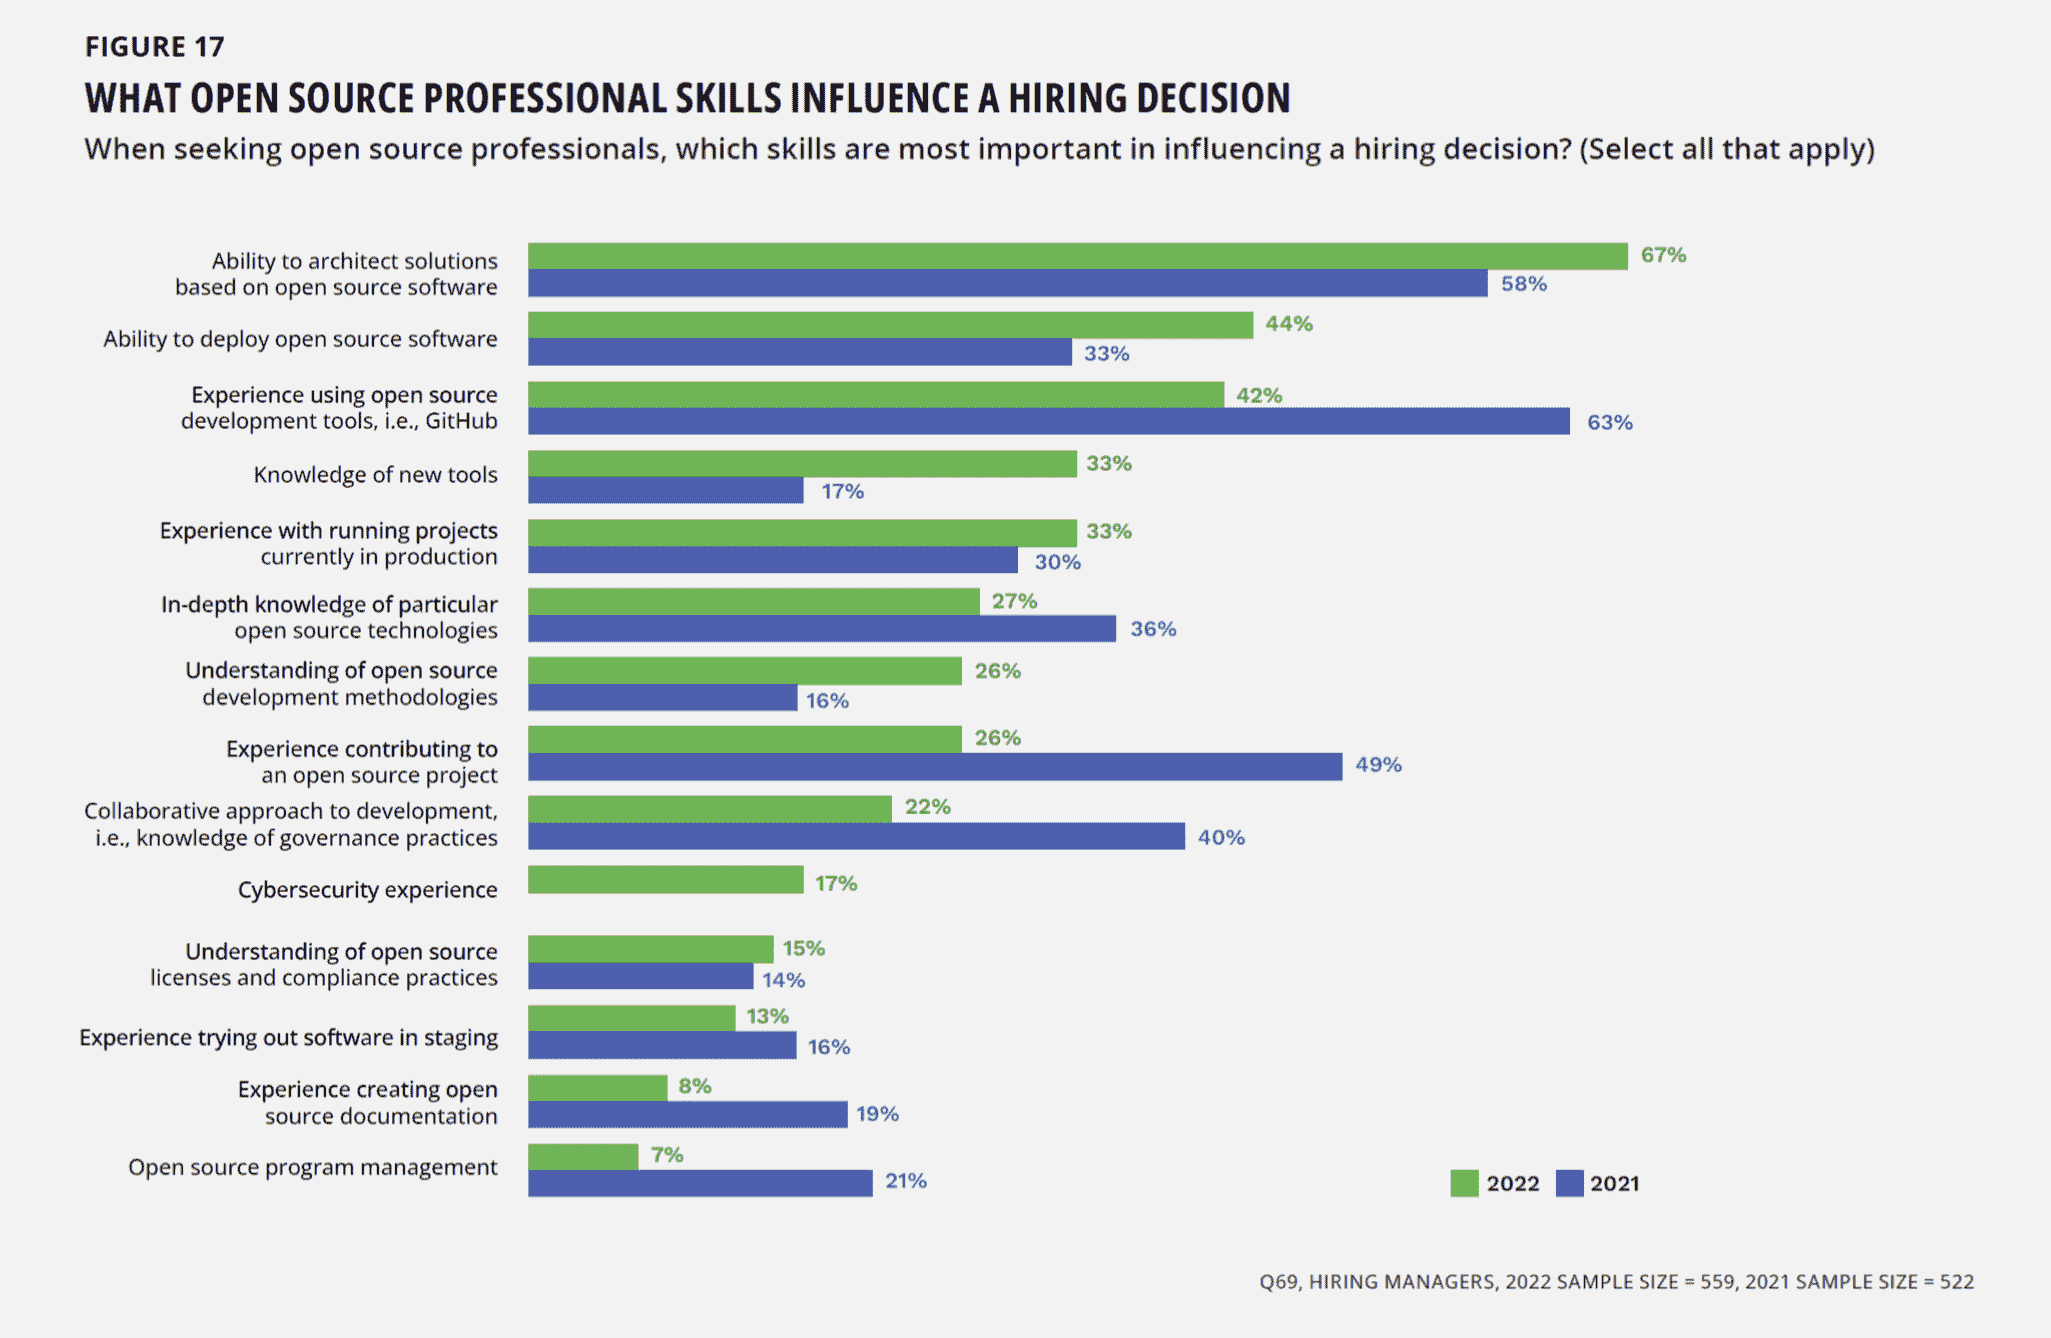 FIGURE 17
WHAT OPEN SOURCE PROFESSIONAL SKILLS INFLUENCE A HIRING DECISION
When seeking open source professionals, which skills are most important in influencing a hiring decision? (Select all that apply)
Ability to architect solutions
based on open source software
67%
58%
Ability to deploy open source software
44%
33%
Experience using open source
development tools, i.e., GitHub
42%
63%
Knowledge of new tools
33%
17%
Experience with running projects
currently in production
33%
30%
In-depth knowledge of particular
open source technologies
27%
36%
Understanding of open source
development methodologies
26%
16%
Experience contributing to
an open source project
26%
49%
Collaborative approach to development,
i.e., knowledge of governance practices
22%
40%
Cybersecurity experience
17%
Understanding of open source
licenses and compliance practices
15%
14%
Experience trying out software in staging
13%
16%
Experience creating open
source documentation
8%
19%
Open source program management
7%
21%
2022 2021
Q69, HIRING MANAGERS, 2022 SAMPLE SIZE = 559, 2021 SAMPLE SIZE = 522